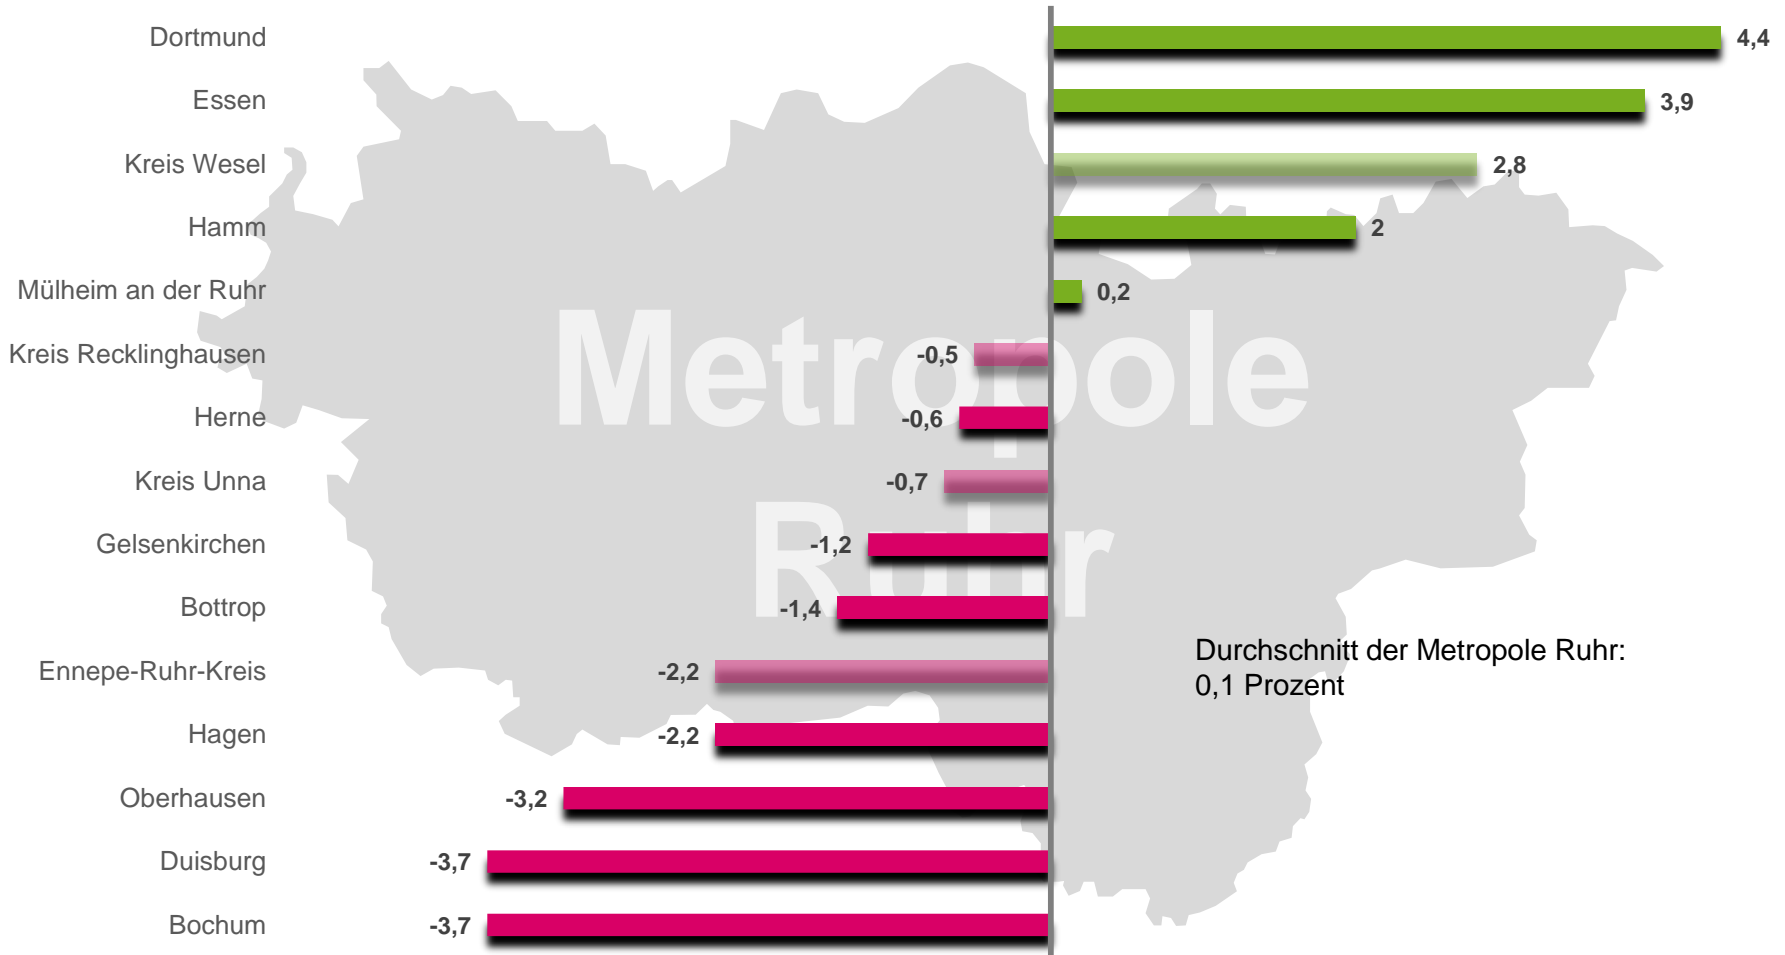 Dortmund 4,4
Essen 3,9
Kreis Wesel 2,8
Hamm 2
Mülheim an der Ruhr 0,2
Kreis Recklinghausen -0,5
Herne -0,6
Kreis Unna -0,7
Gelsenkirchen -1,2
Bottrop -1,4
Ennepe-Ruhr-Kreis -2,2
Hagen -2,2
Oberhausen -3,2
Duisburg -3,7
Bochum -3,7
Metropole
Ruhr
Durchschnitt der Metropole Ruhr:
0,1 Prozent